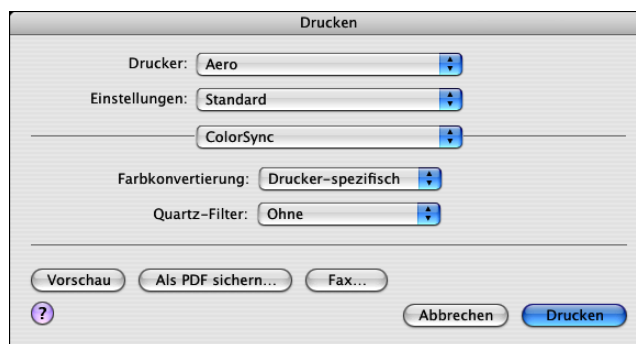 Drucken
Drucker: Aero
Einstellungen: Standard
ColorSync
Farbkonvertierung: Drucker-spezifisch
Quartz-Filter: Ohne
Vorschau Als PDF sichern... Fax...
? Abbrechen Drucken